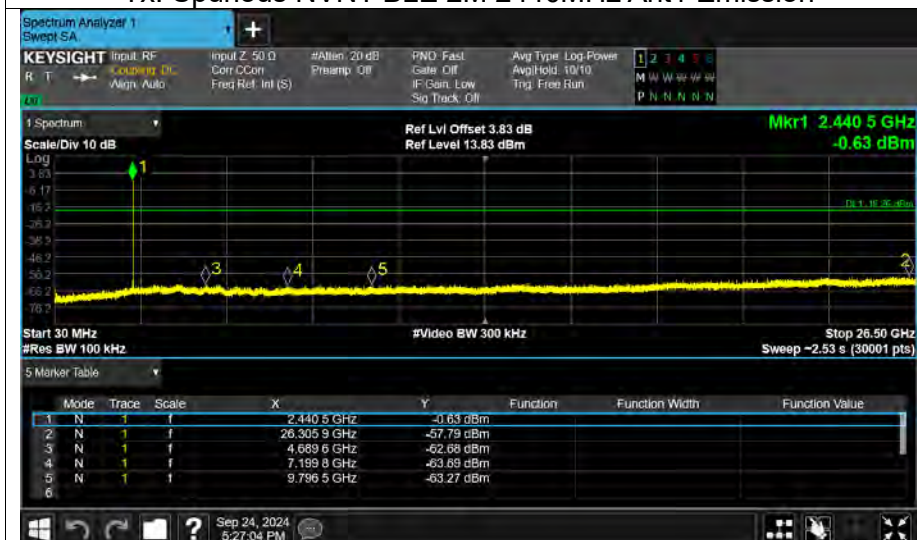 Tx. Spurious NVNT BLE 2M 2440MHz Ant1 Emission
Spectrum Analyzer 1
Swept SA
KEYSIGHT Input: RF Input Z: 50 Ω #Atten: 20 dB PNO: Fast Avg Type: Log-Power 1 2 3 4 5 6
R T Coupling: DC Corr CCorr Preamp: Off Gate: Off Avg|Hold: 10/10 M W W W W W
Align: Auto Freq Ref: Int (S) IF Gain: Low Trig: Free Run
Sig Track: Off P N N N N N
1 Spectrum
Ref Lvl Offset 3.83 dB Mkr1 2.440 5 GHz
Scale/Div 10 dB Ref Level 13.83 dBm -0.63 dBm
Log
3.83
-6.17
-16.2
-26.2
-36.2
-46.2
-56.2
-66.2
-76.2
1
2
3
4
5
Start 30 MHz #Video BW 300 kHz Stop 26.50 GHz
#Res BW 100 kHz Sweep ~2.53 s (30001 pts)
5 Marker Table
Mode Trace Scale X Y Function Function Width Function Value
1 N 1 f 2.440 5 GHz -0.63 dBm
2 N 1 f 26.305 9 GHz -57.79 dBm
3 N 1 f 4.689 6 GHz -62.68 dBm
4 N 1 f 7.199 8 GHz -63.69 dBm
5 N 1 f 9.796 5 GHz -63.27 dBm
6
Sep 24, 2024
5:27:04 PM